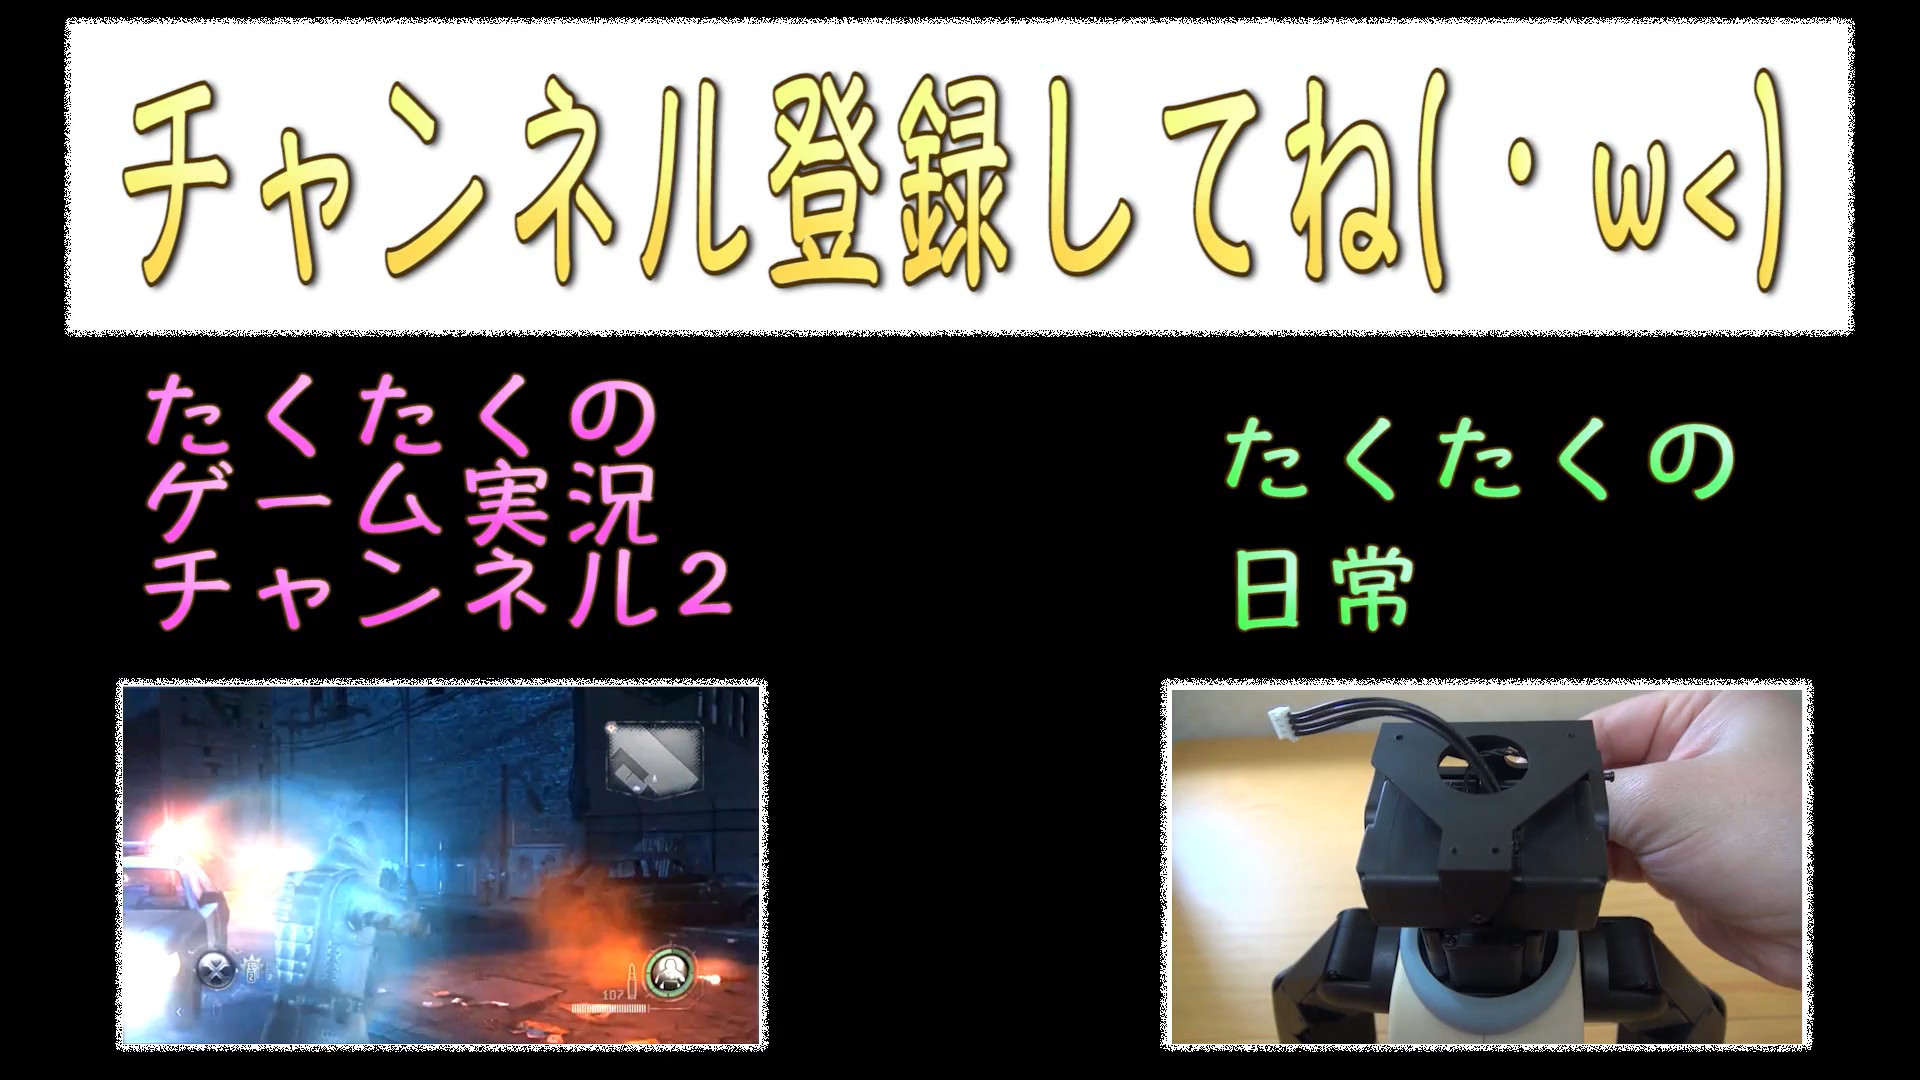 チャンネル登録してね(・ω<)
たくたくの
ゲーム実況
チャンネル2
たくたくの
日常
107